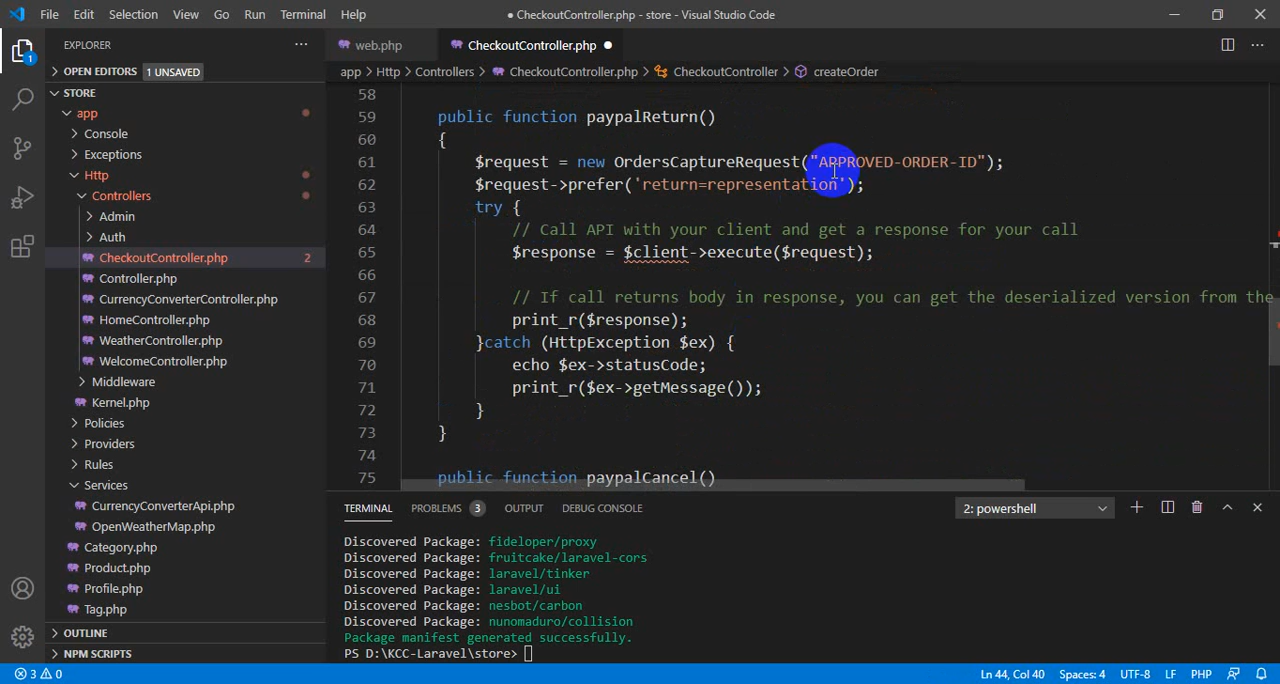 File Edit Selection View Go Run Terminal Help ● CheckoutController.php - store - Visual Studio Code
EXPLORER ...
web.php CheckoutController.php ●
OPEN EDITORS 1 UNSAVED
app > Http > Controllers > CheckoutController.php > CheckoutController > createOrder
STORE
app
Console
Exceptions
Http
Controllers
Admin
Auth
CheckoutController.php 2
Controller.php
CurrencyConverterController.php
HomeController.php
WeatherController.php
WelcomeController.php
Middleware
Kernel.php
Policies
Providers
Rules
Services
CurrencyConverterApi.php
OpenWeatherMap.php
Category.php
Product.php
Profile.php
Tag.php
OUTLINE
NPM SCRIPTS
1
58
59 public function paypalReturn()
60 {
61 $request = new OrdersCaptureRequest("APPROVED-ORDER-ID");
62 $request->prefer('return=representation');
63 try {
64 // Call API with your client and get a response for your call
65 $response = $client->execute($request);
66
67 // If call returns body in response, you can get the deserialized version from the
68 print_r($response);
69 }catch (HttpException $ex) {
70 echo $ex->statusCode;
71 print_r($ex->getMessage());
72 }
73 }
74
75 public function paypalCancel()
TERMINAL PROBLEMS 3 OUTPUT DEBUG CONSOLE 2: powershell
Discovered Package: fideloper/proxy
Discovered Package: fruitcake/laravel-cors
Discovered Package: laravel/tinker
Discovered Package: laravel/ui
Discovered Package: nesbot/carbon
Discovered Package: nunomaduro/collision
Package manifest generated successfully.
PS D:\KCC-Laravel\store>
3 0 Ln 44, Col 40 Spaces: 4 UTF-8 LF PHP